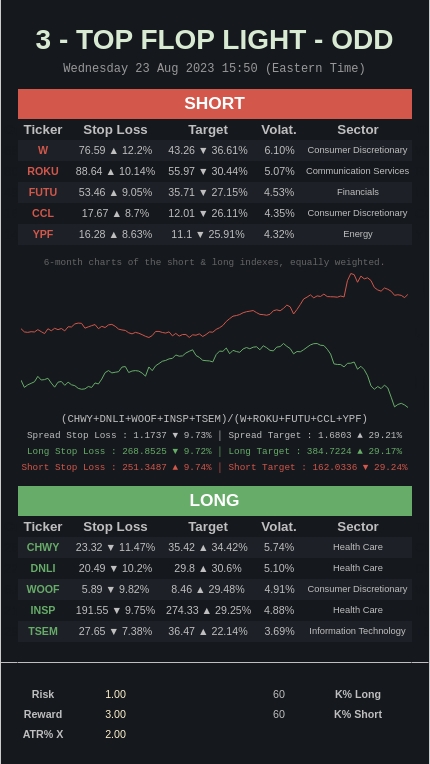 3 - TOP FLOP LIGHT - ODD
Wednesday 23 Aug 2023 15:50 (Eastern Time)
SHORT
Ticker Stop Loss Target Volat. Sector
W 76.59 ▲ 12.2% 43.26 ▼ 36.61% 6.10% Consumer Discretionary
ROKU 88.64 ▲ 10.14% 55.97 ▼ 30.44% 5.07% Communication Services
FUTU 53.46 ▲ 9.05% 35.71 ▼ 27.15% 4.53% Financials
CCL 17.67 ▲ 8.7% 12.01 ▼ 26.11% 4.35% Consumer Discretionary
YPF 16.28 ▲ 8.63% 11.1 ▼ 25.91% 4.32% Energy
6-month charts of the short & long indexes, equally weighted.
(CHWY+DNLI+WOOF+INSP+TSEM)/(W+ROKU+FUTU+CCL+YPF)
Spread Stop Loss : 1.1737 ▼ 9.73% | Spread Target : 1.6803 ▲ 29.21%
Long Stop Loss : 268.8525 ▼ 9.72% | Long Target : 384.7224 ▲ 29.17%
Short Stop Loss : 251.3487 ▲ 9.74% | Short Target : 162.0336 ▼ 29.24%
LONG
Ticker Stop Loss Target Volat. Sector
CHWY 23.32 ▼ 11.47% 35.42 ▲ 34.42% 5.74% Health Care
DNLI 20.49 ▼ 10.2% 29.8 ▲ 30.6% 5.10% Health Care
WOOF 5.89 ▼ 9.82% 8.46 ▲ 29.48% 4.91% Consumer Discretionary
INSP 191.55 ▼ 9.75% 274.33 ▲ 29.25% 4.88% Health Care
TSEM 27.65 ▼ 7.38% 36.47 ▲ 22.14% 3.69% Information Technology
Risk 1.00 60 K% Long
Reward 3.00 60 K% Short
ATR% X 2.00